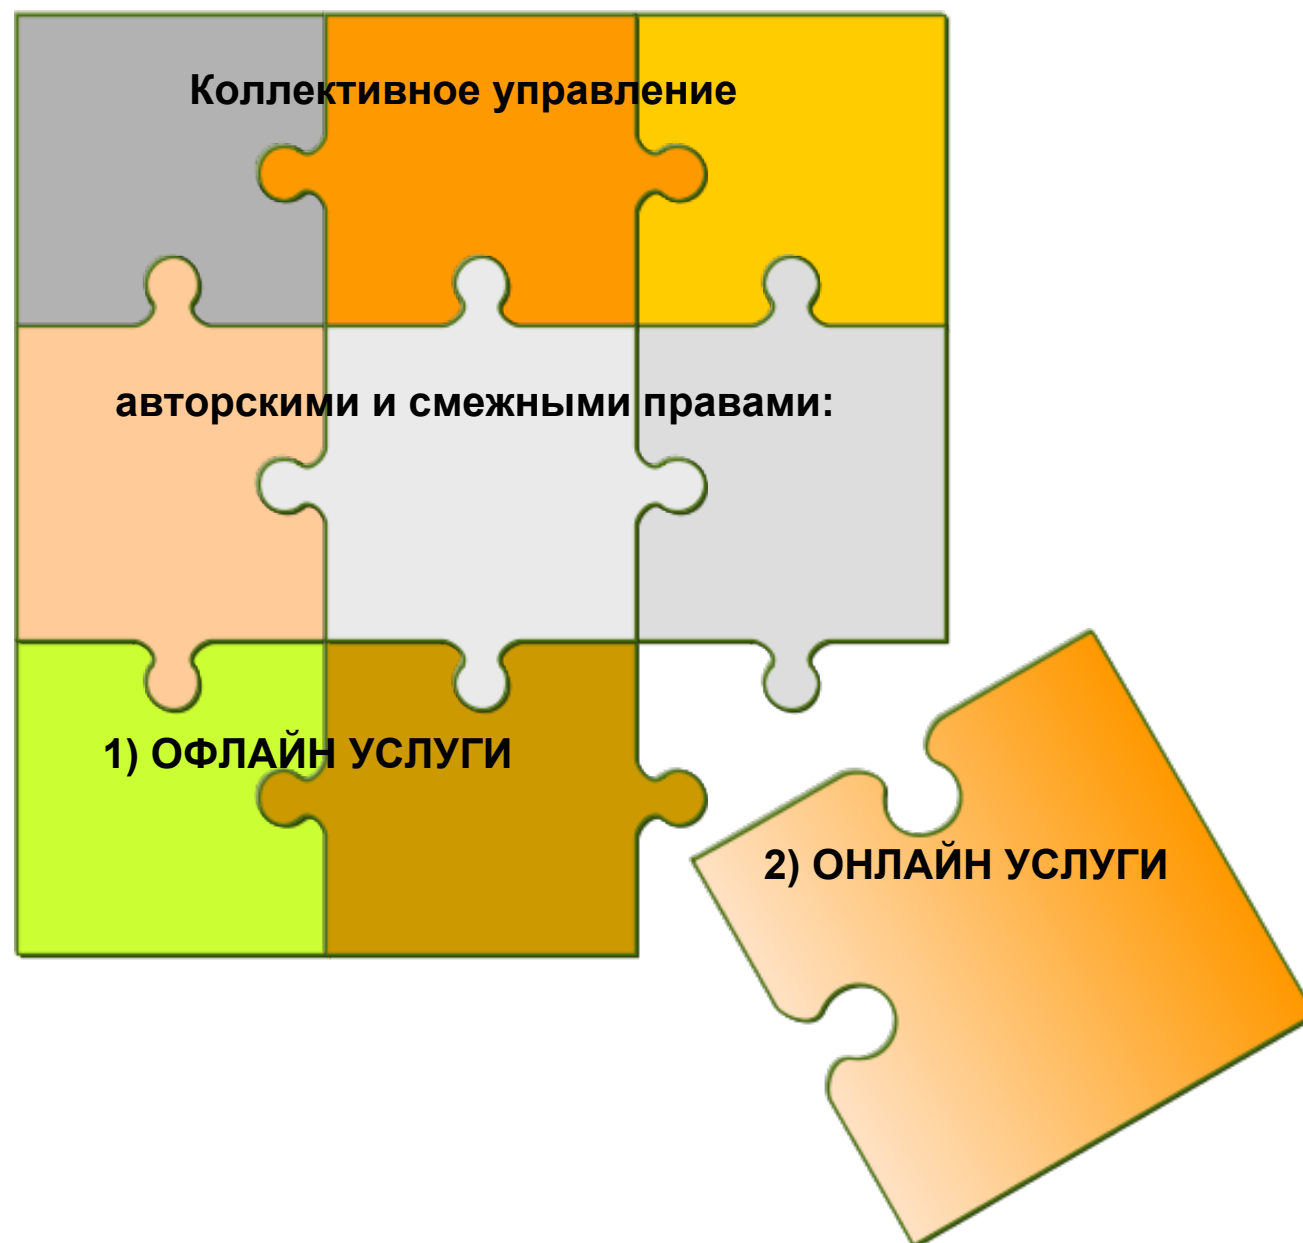 Коллективное управление
авторскими и смежными правами:
1) ОФЛАЙН УСЛУГИ
2) ОНЛАЙН УСЛУГИ